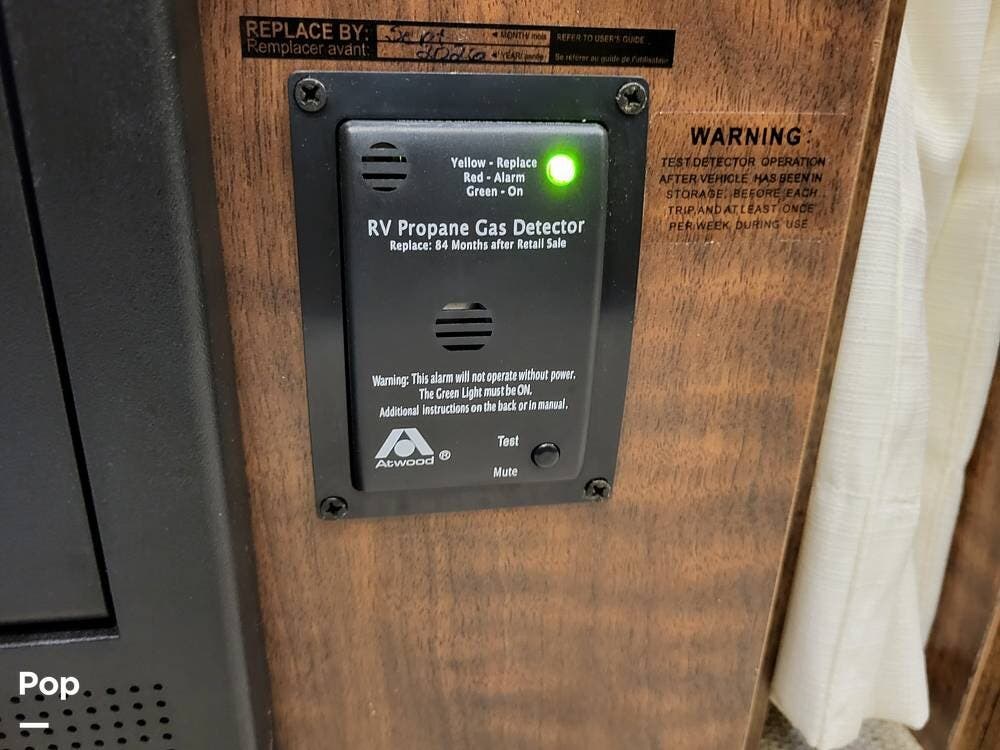 REPLACE BY: Sept ◄ MONTH/ mois REFER TO USER'S GUIDE
Remplacer avant: 2026 ◄ YEAR/ année Se référer au guide de l'utilisateur
Yellow - Replace
Red - Alarm
Green - On
RV Propane Gas Detector
Replace: 84 Months after Retail Sale
Warning: This alarm will not operate without power.
The Green Light must be ON.
Additional instructions on the back or in manual.
Atwood ®
Test
Mute
WARNING:
TEST DETECTOR OPERATION
AFTER VEHICLE HAS BEEN IN
STORAGE, BEFORE EACH
TRIP, AND AT LEAST ONCE
PER WEEK DURING USE
Pop